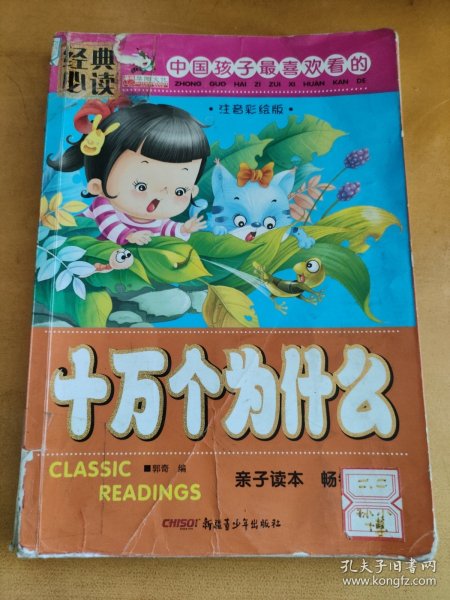 经典
必读
中国孩子最喜欢看的
ZHONG GUO HAI ZI ZUI XI HUAN KAN DE
·注音彩绘版·
十万个为什么
CLASSIC
READINGS
■郭奇 编
亲子读本 畅
CHISO! 新疆青少年出版社
孔夫子旧书网
www.kongfz.com